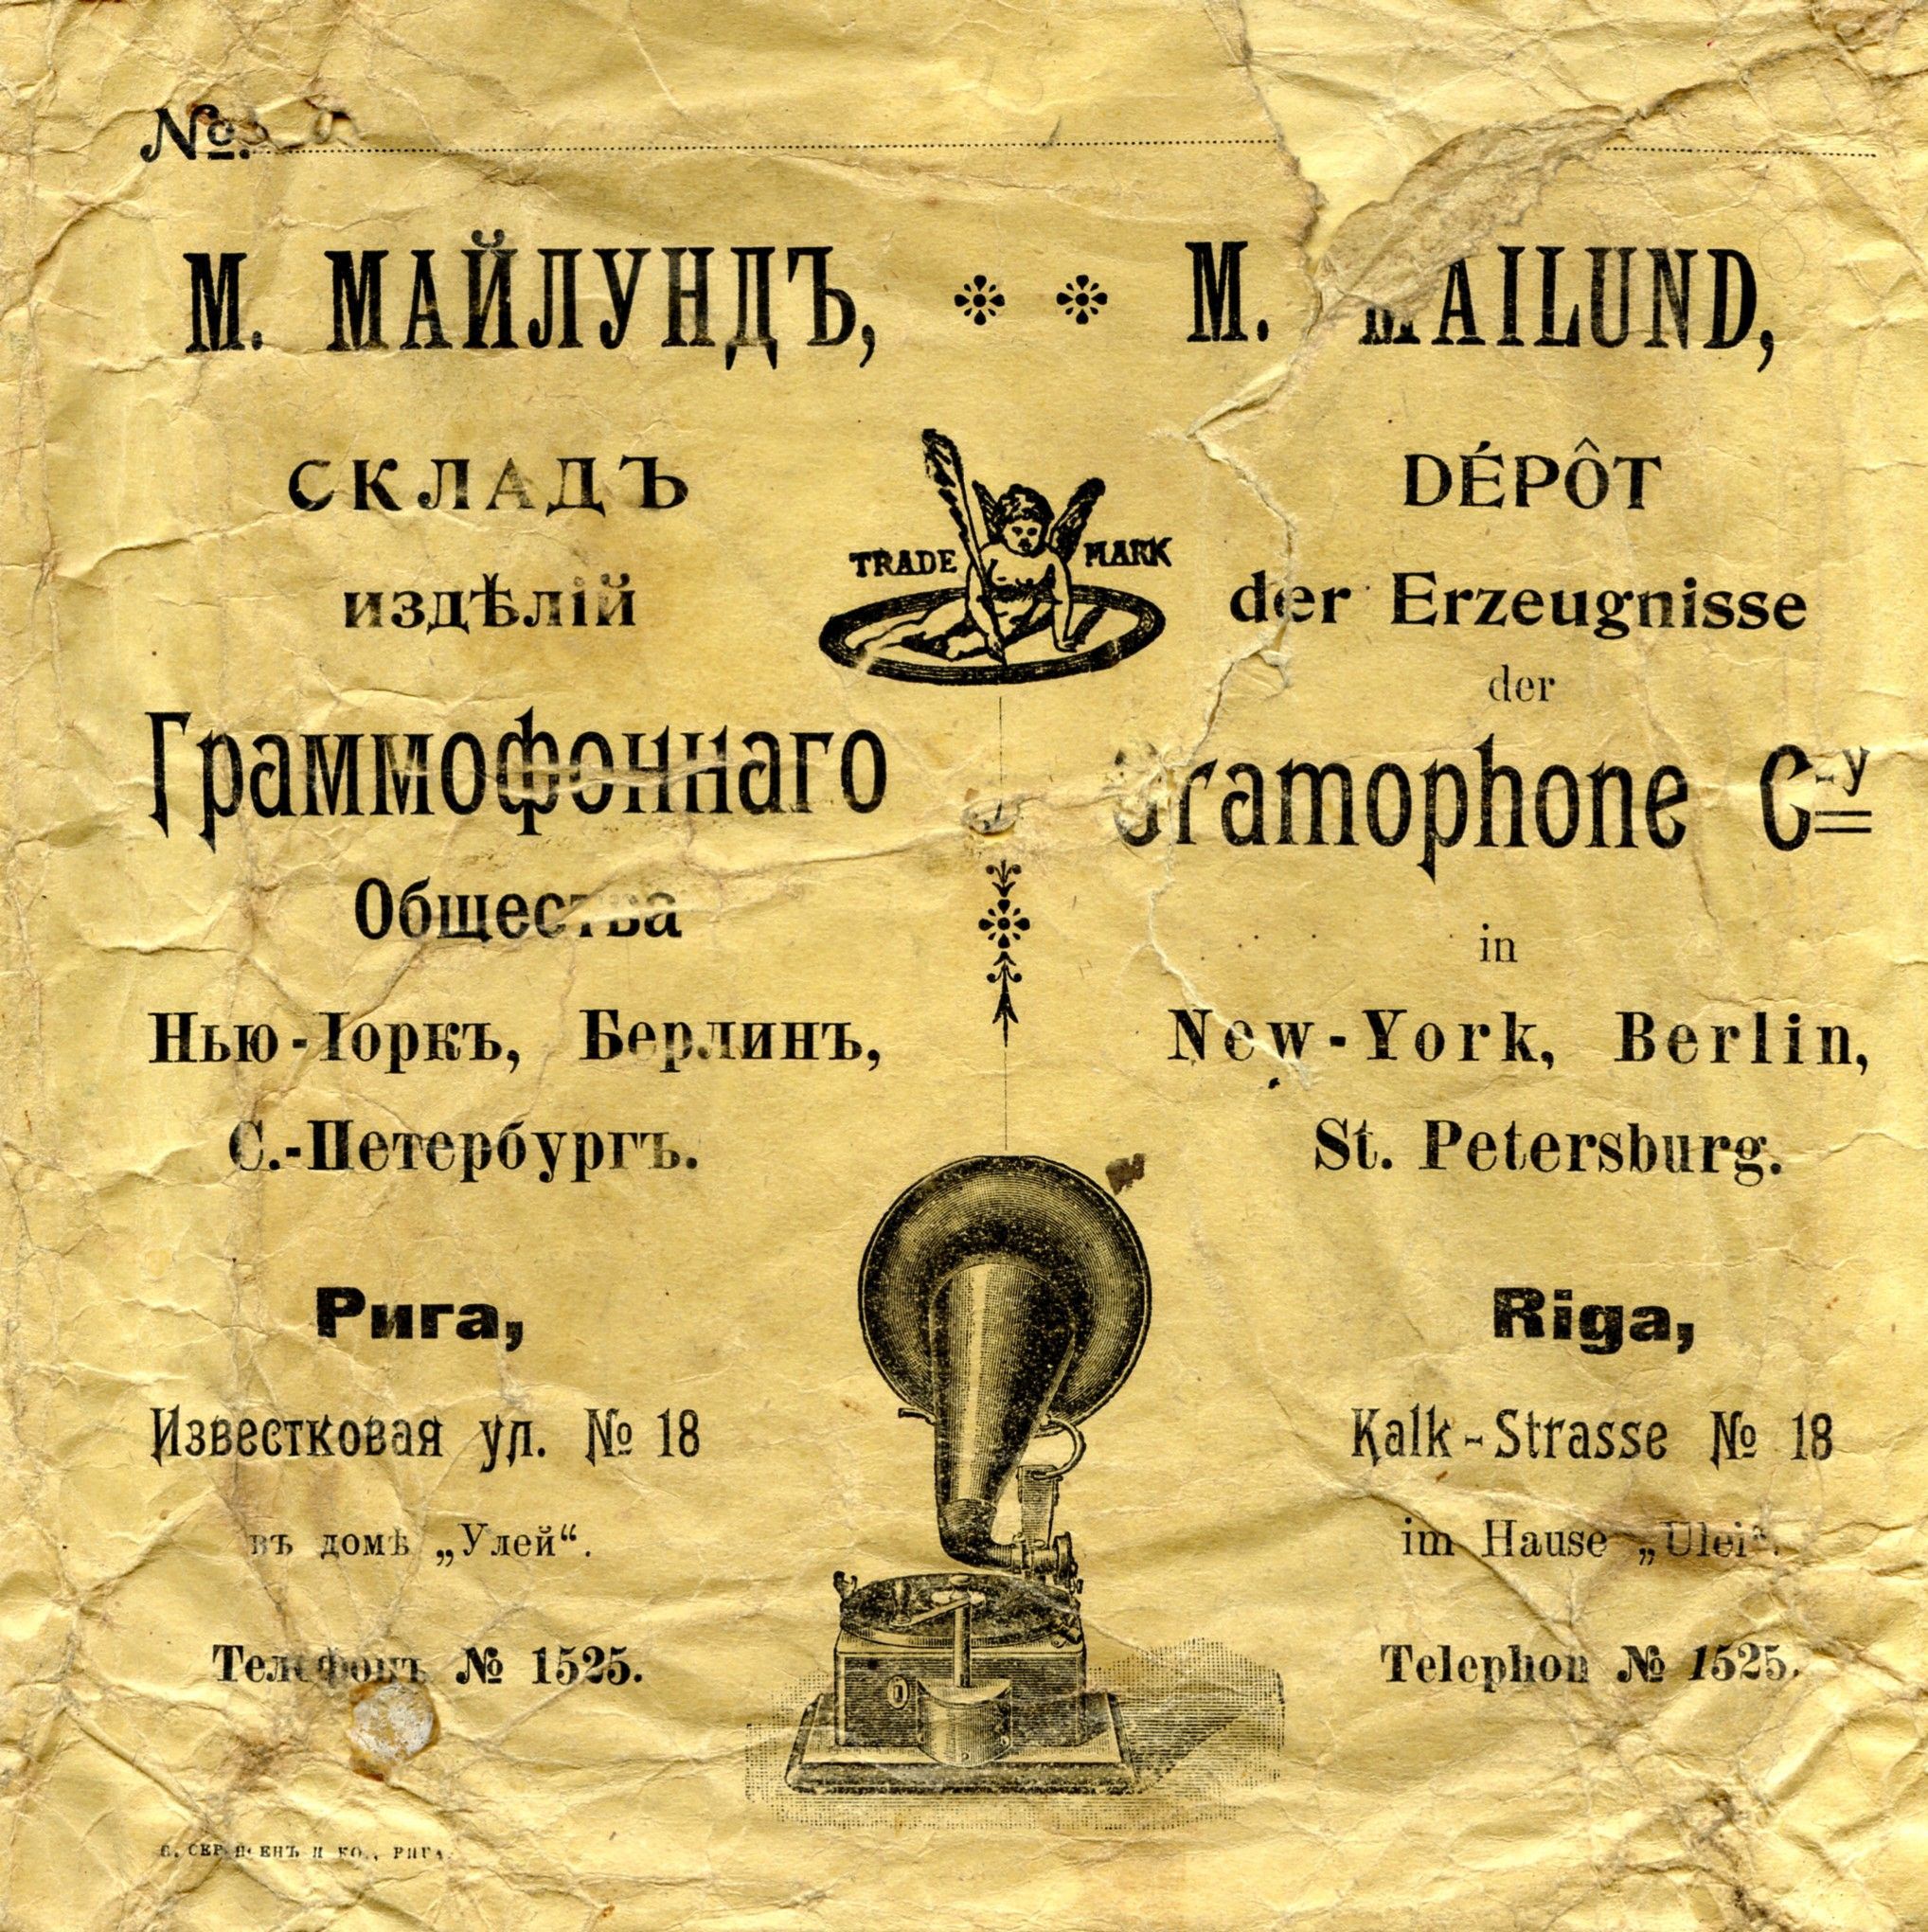 №.
М. МАЙЛУНДЪ,
СКЛАДЪ
издѣлій
Граммофоннаго
Общества
Нью-Іоркъ, Берлинъ,
С.-Петербургъ.
Рига,
Известковая ул. № 18
въ домѣ „Улей“.
Телефонъ № 1525.
TRADE MARK
M. MAILUND,
DÉPÔT
der Erzeugnisse
der
Gramophone C-y
in
New-York, Berlin,
St. Petersburg.
Riga,
Kalk-Strasse № 18
im Hause „Ulei“.
Telephon № 1525.
И КО., РИГА.